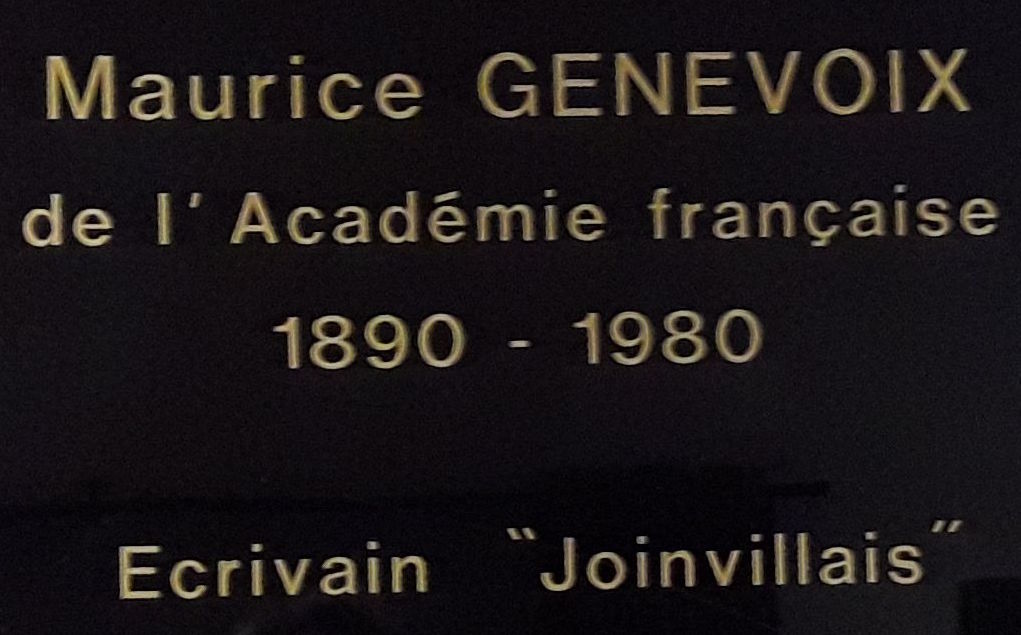 Maurice GENEVOIX
de l' Académie française
1890 - 1980
Ecrivain "Joinvillais"